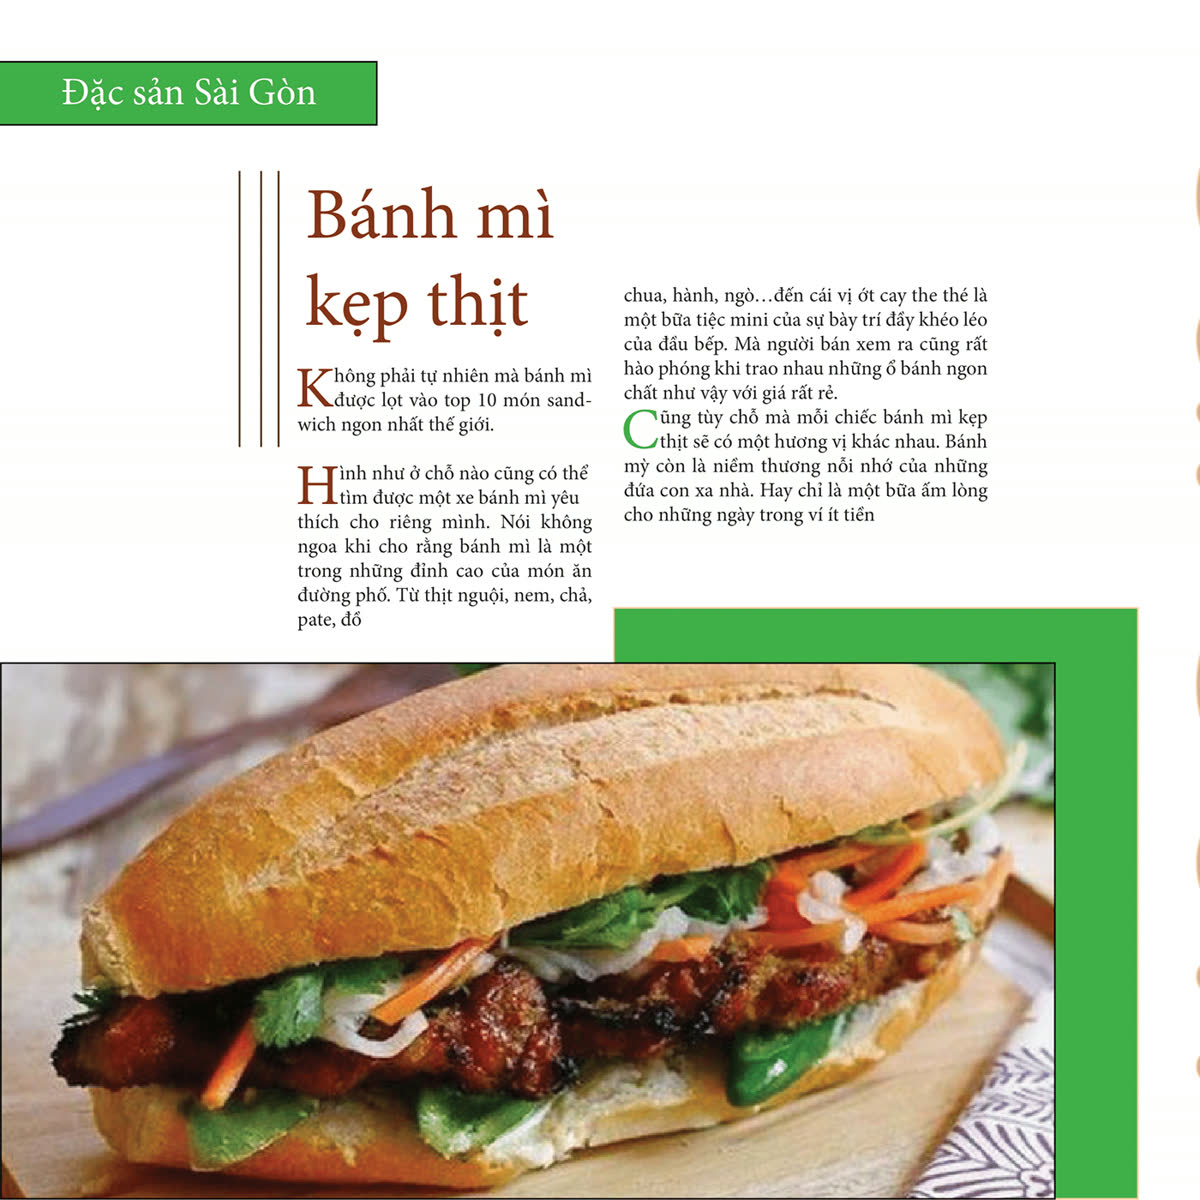 Đặc sản Sài Gòn
Bánh mì
kẹp thịt
Không phải tự nhiên mà bánh mì
được lọt vào top 10 món sand-
wich ngon nhất thế giới.
Hình như ở chỗ nào cũng có thể
tìm được một xe bánh mì yêu
thích cho riêng mình. Nói không
ngoa khi cho rằng bánh mì là một
trong những đỉnh cao của món ăn
đường phố. Từ thịt nguội, nem, chả,
pate, đồ
chua, hành, ngò…đến cái vị ớt cay the thé là
một bữa tiệc mini của sự bày trí đầy khéo léo
của đầu bếp. Mà người bán xem ra cũng rất
hào phóng khi trao nhau những ổ bánh ngon
chất như vậy với giá rất rẻ.
Cũng tùy chỗ mà mỗi chiếc bánh mì kẹp
thịt sẽ có một hương vị khác nhau. Bánh
mỳ còn là niềm thương nỗi nhớ của những
đứa con xa nhà. Hay chỉ là một bữa ấm lòng
cho những ngày trong ví ít tiền